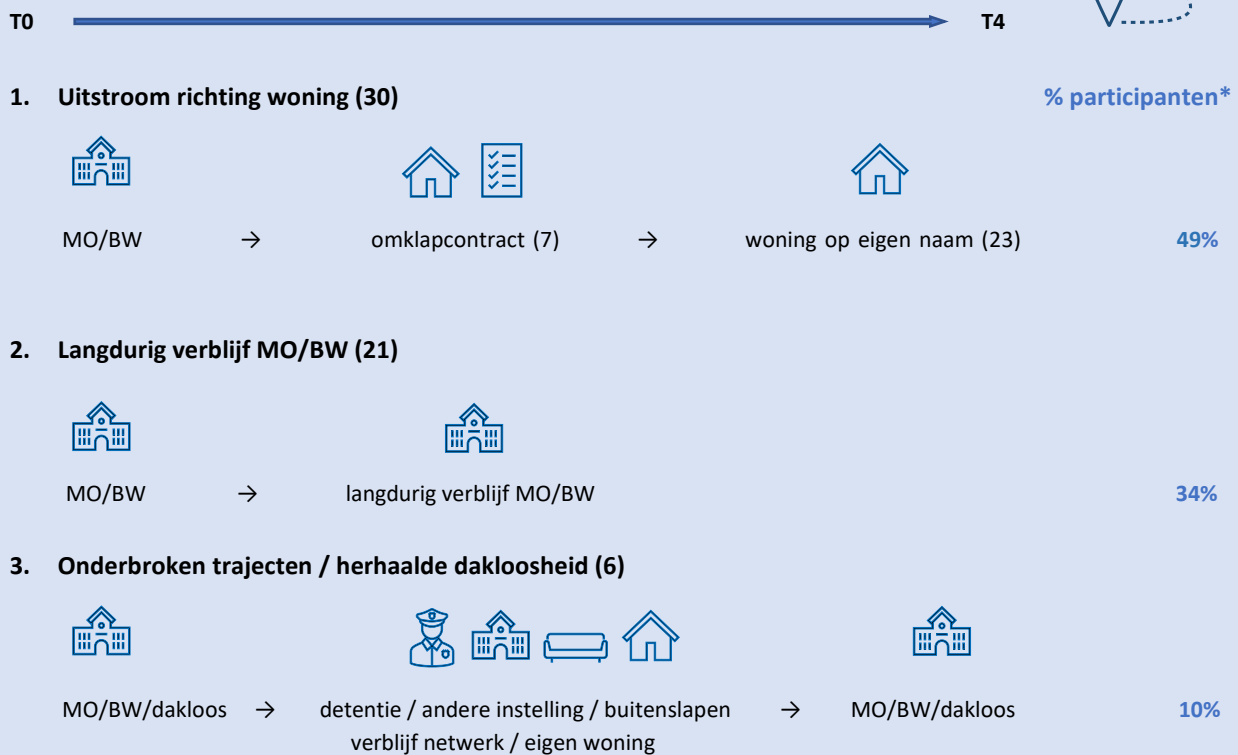 T0 T4
1. Uitstroom richting woning (30) % participanten*
MO/BW → omklapcontract (7) → woning op eigen naam (23) 49%
2. Langdurig verblijf MO/BW (21)
MO/BW → langdurig verblijf MO/BW 34%
3. Onderbroken trajecten / herhaalde dakloosheid (6)
MO/BW/dakloos → detentie / andere instelling / buitenslapen → MO/BW/dakloos 10%
verblijf netwerk / eigen woning